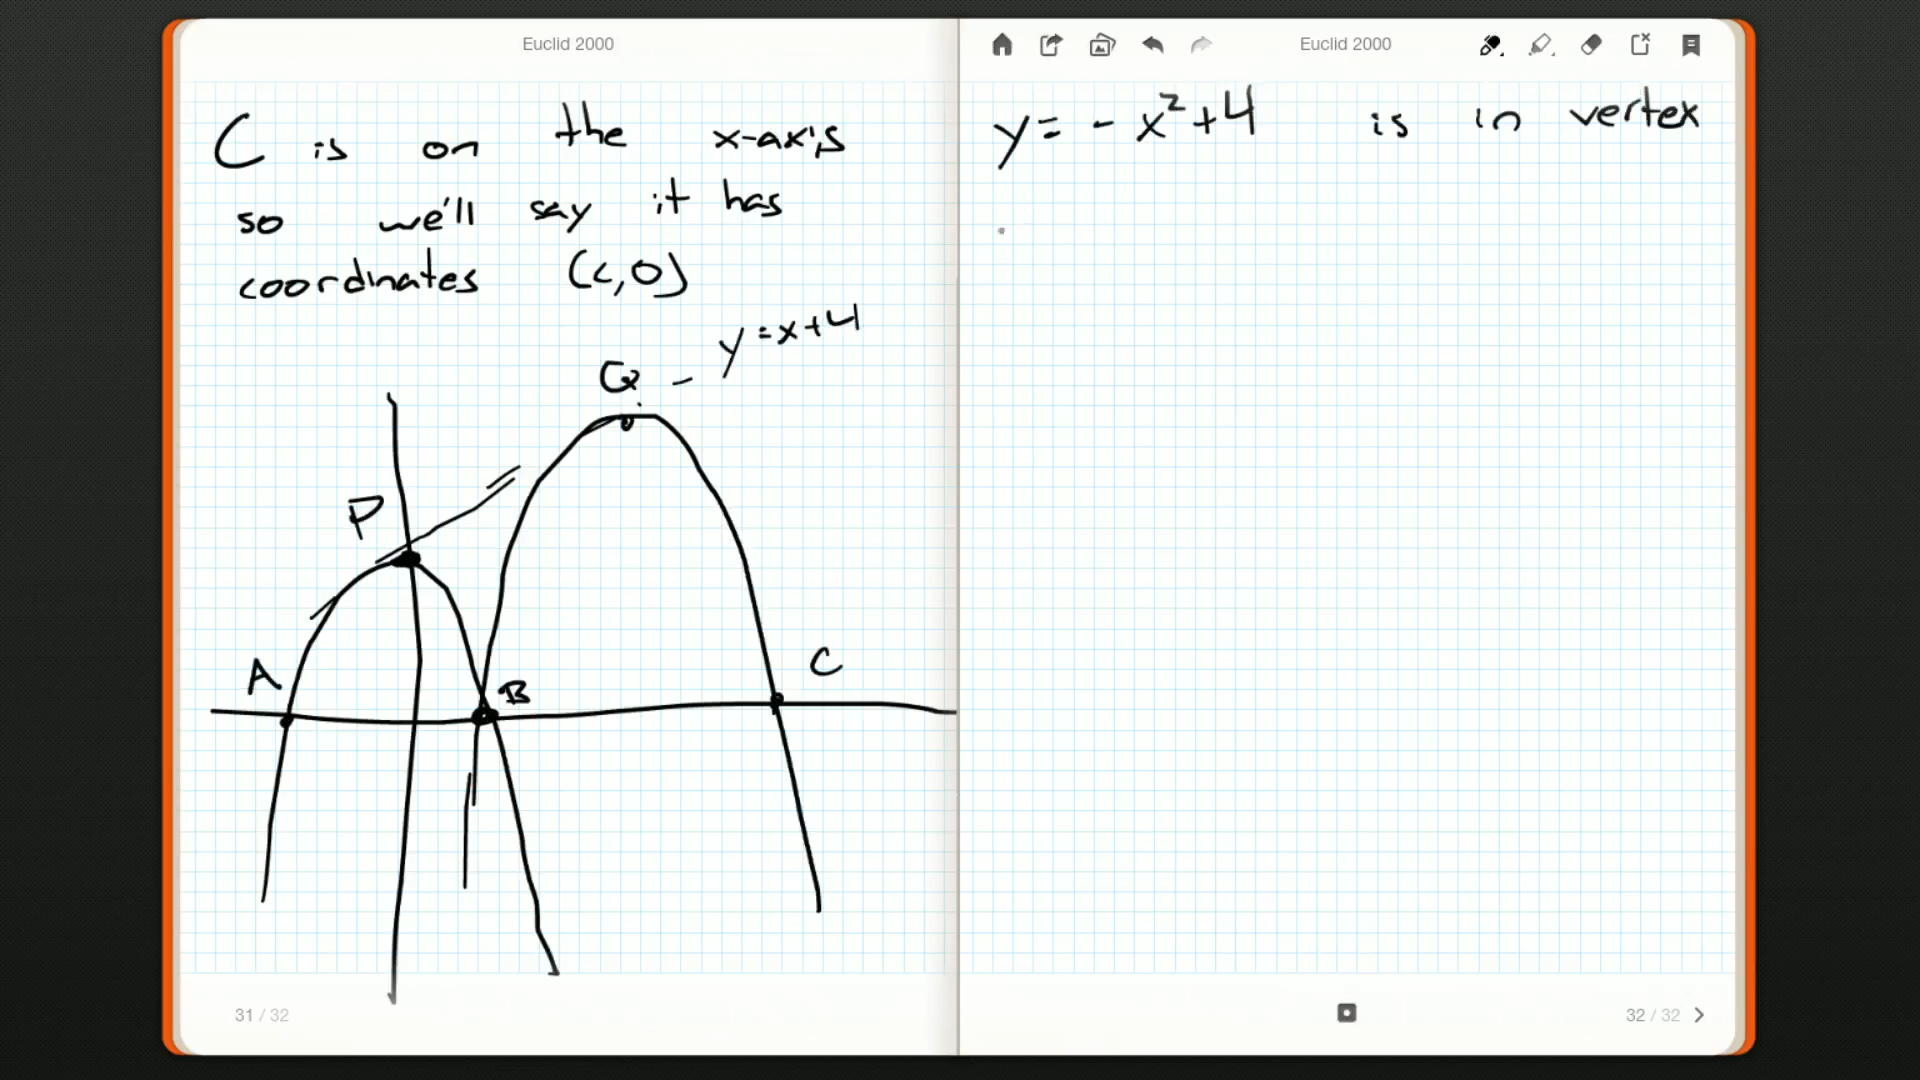 Euclid 2000
C is on the x-axis
so we'll say it has
coordinates (c,0)
Q - y=x+4
P
A
B
C
31 / 32
Euclid 2000
y = -x²+4 is in vertex
32 / 32